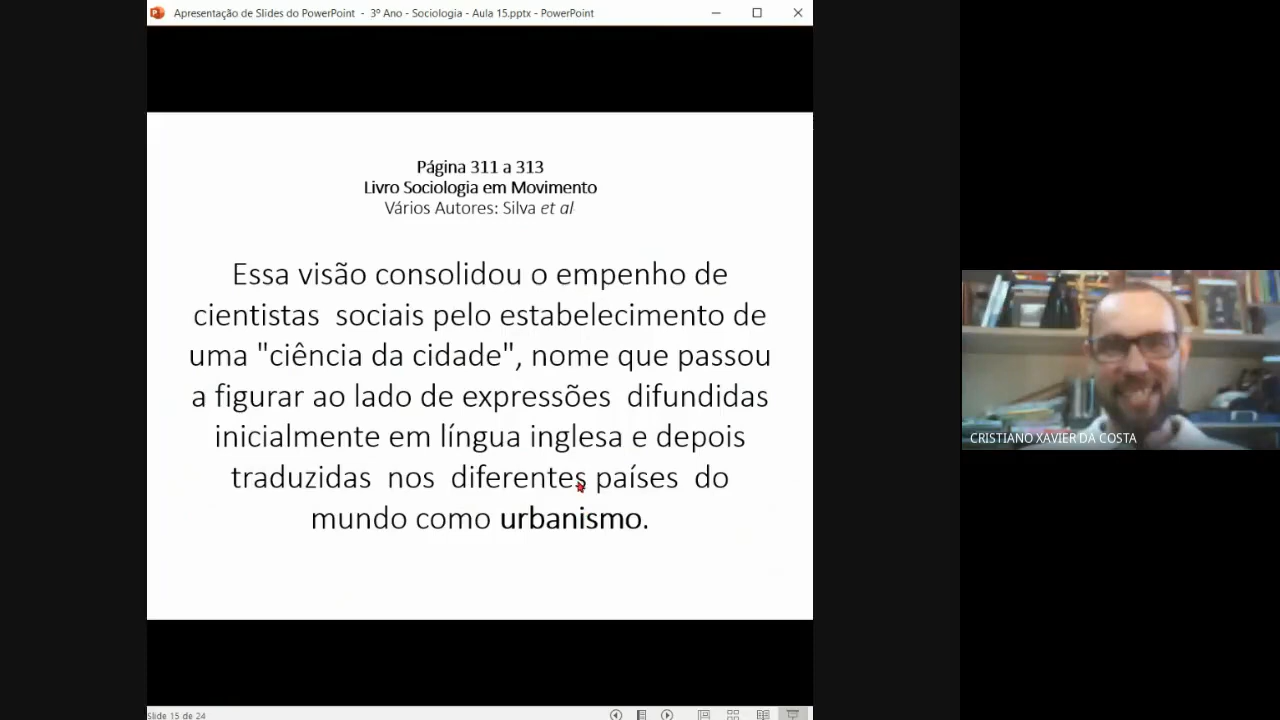 Apresentação de Slides do PowerPoint - 3º Ano - Sociologia - Aula 15.pptx - PowerPoint
Página 311 a 313
Livro Sociologia em Movimento
Vários Autores: Silva et al
Essa visão consolidou o empenho de
cientistas sociais pelo estabelecimento de
uma "ciência da cidade", nome que passou
a figurar ao lado de expressões difundidas
inicialmente em língua inglesa e depois
traduzidas nos diferentes países do
mundo como urbanismo.
CRISTIANO XAVIER DA COSTA
Slide 15 de 24